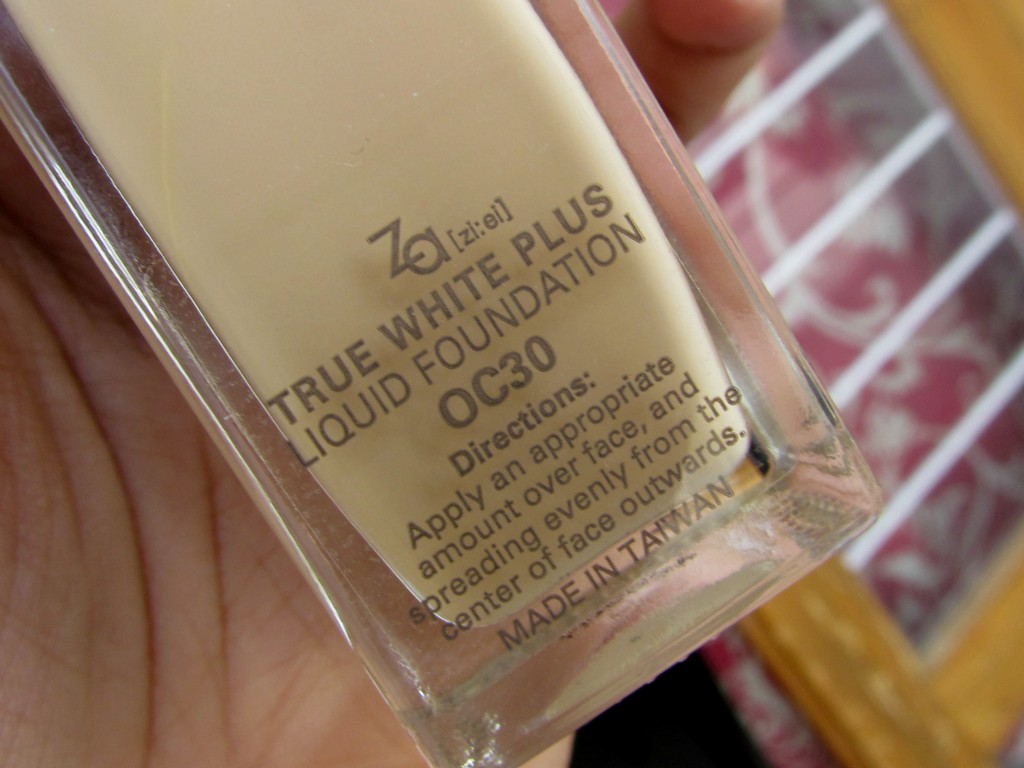 Za [zi:ei]
TRUE WHITE PLUS
LIQUID FOUNDATION
OC30
Directions:
Apply an appropriate
amount over face, and
spreading evenly from the
center of face outwards.
MADE IN TAIWAN